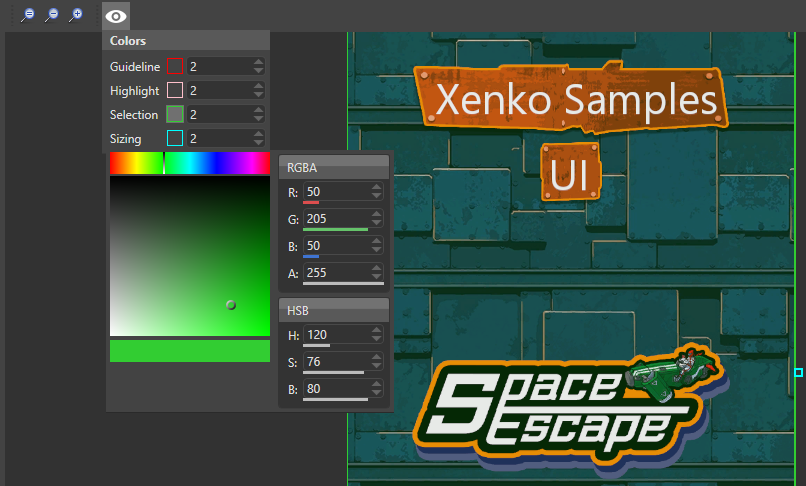 Colors
Guideline 2
Highlight 2
Selection 2
Sizing 2
RGBA
R: 50
G: 205
B: 50
A: 255
HSB
H: 120
S: 76
B: 80
Xenko Samples
UI
Space
Escape